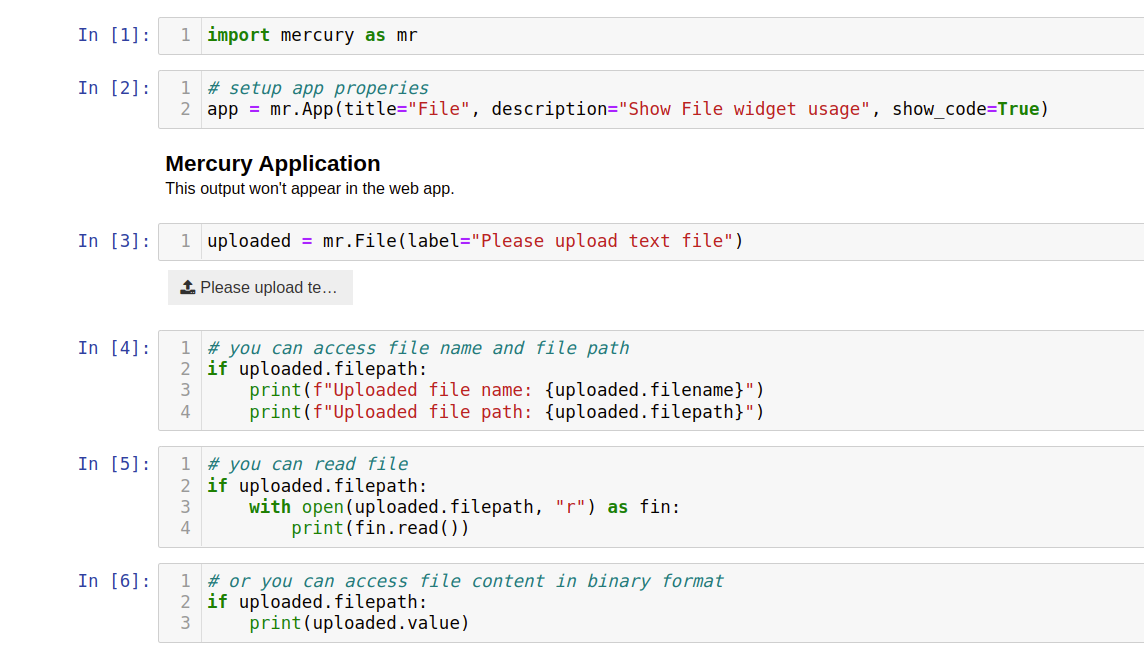 In [1]: 1 import mercury as mr
In [2]: 1 # setup app properies
2 app = mr.App(title="File", description="Show File widget usage", show_code=True)
Mercury Application
This output won't appear in the web app.
In [3]: 1 uploaded = mr.File(label="Please upload text file")
Please upload te…
In [4]: 1 # you can access file name and file path
2 if uploaded.filepath:
3     print(f"Uploaded file name: {uploaded.filename}")
4     print(f"Uploaded file path: {uploaded.filepath}")
In [5]: 1 # you can read file
2 if uploaded.filepath:
3     with open(uploaded.filepath, "r") as fin:
4         print(fin.read())
In [6]: 1 # or you can access file content in binary format
2 if uploaded.filepath:
3     print(uploaded.value)